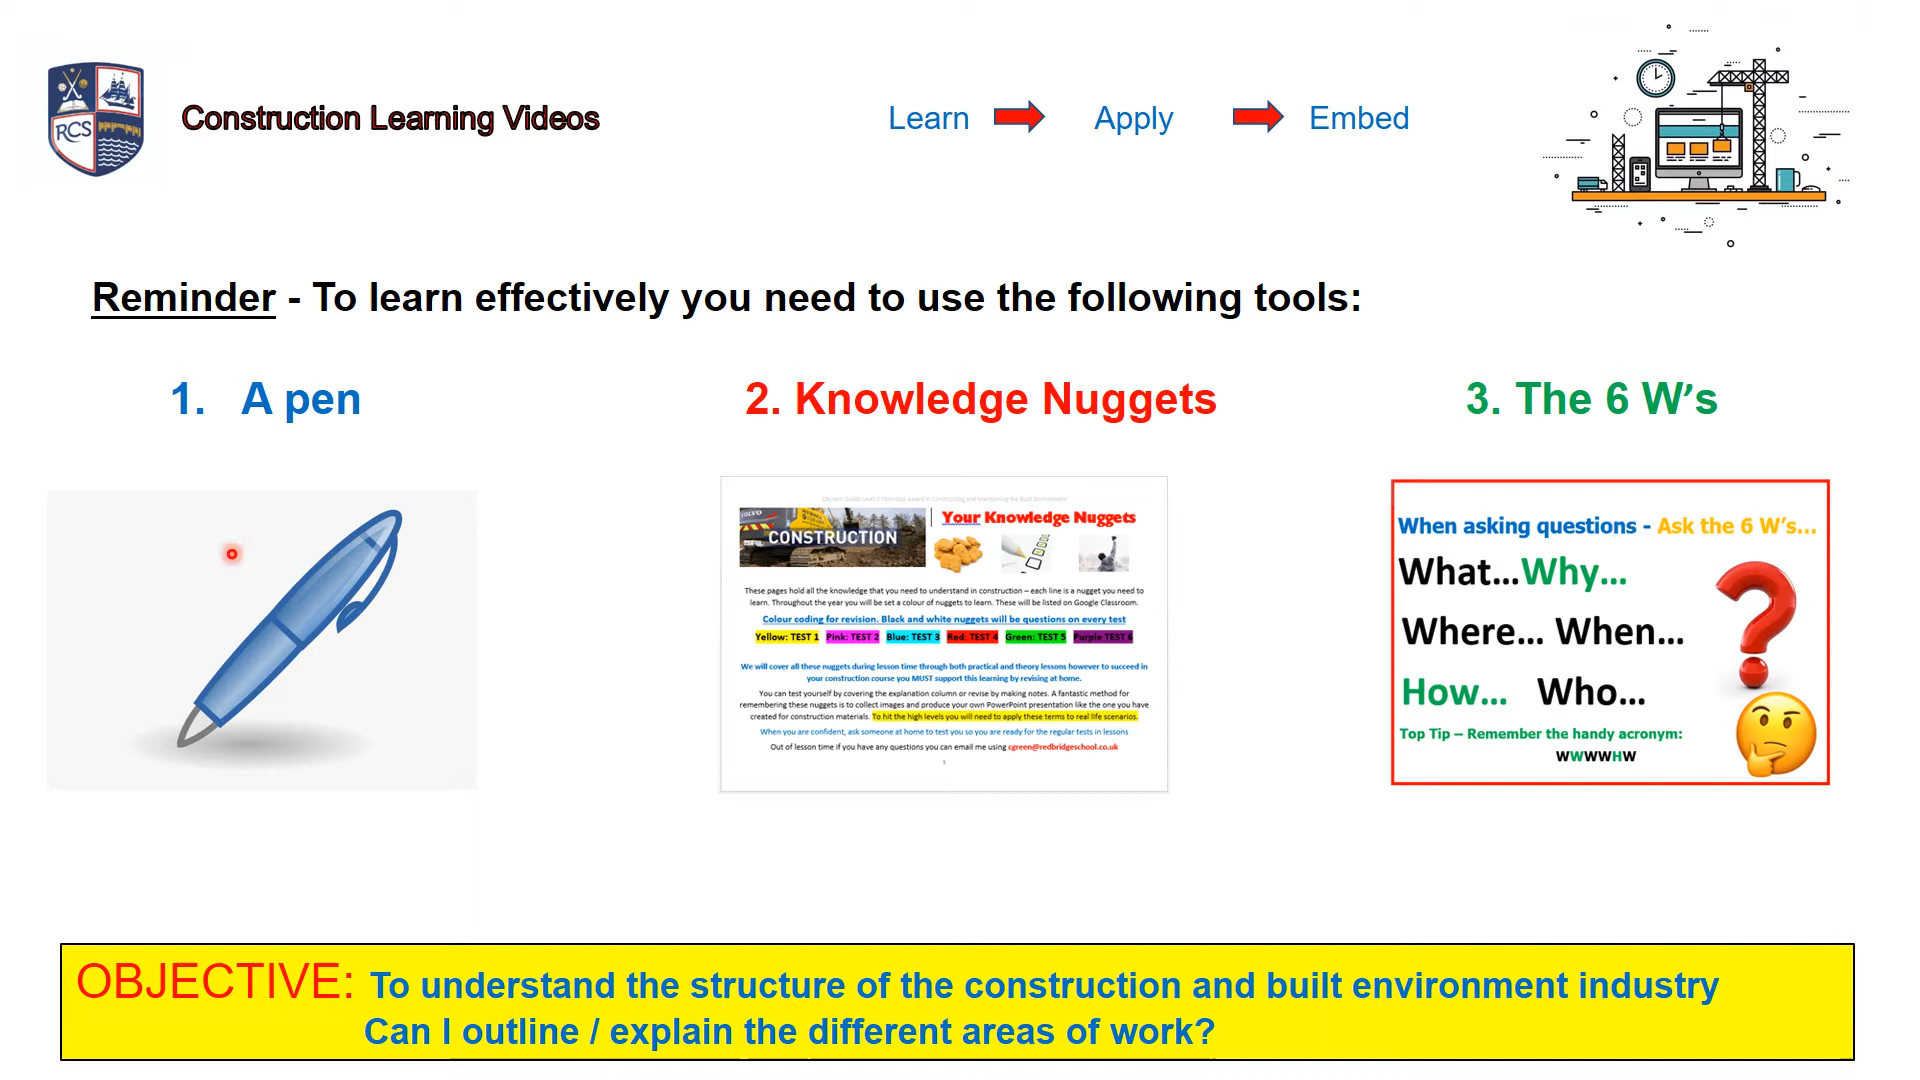 RCS
Construction Learning Videos
Learn Apply Embed
Reminder - To learn effectively you need to use the following tools:
1. A pen
2. Knowledge Nuggets
3. The 6 W's
City and Guilds Level 2 Technical Award in Constructing and Maintaining the Built Environment
VOLVO
CONSTRUCTION
Your Knowledge Nuggets
These pages hold all the knowledge that you need to understand in construction – each line is a nugget you need to
learn. Throughout the year you will be set a colour of nuggets to learn. These will be listed on Google Classroom.
Colour coding for revision. Black and white nuggets will be questions on every test
Yellow: TEST 1 Pink: TEST 2 Blue: TEST 3 Red: TEST 4 Green: TEST 5 Purple TEST 6
We will cover all these nuggets during lesson time through both practical and theory lessons however to succeed in
your construction course you MUST support this learning by revising at home.
You can test yourself by covering the explanation column or revise by making notes. A fantastic method for
remembering these nuggets is to collect images and produce your own PowerPoint presentation like the one you have
created for construction materials. To hit the high levels you will need to apply these terms to real life scenarios.
When you are confident, ask someone at home to test you so you are ready for the regular tests in lessons
Out of lesson time if you have any questions you can email me using cgreen@redbridgeschool.co.uk
When asking questions - Ask the 6 W's...
What...Why...
Where... When...
How... Who...
Top Tip – Remember the handy acronym:
WWWWHW
OBJECTIVE: To understand the structure of the construction and built environment industry
Can I outline / explain the different areas of work?